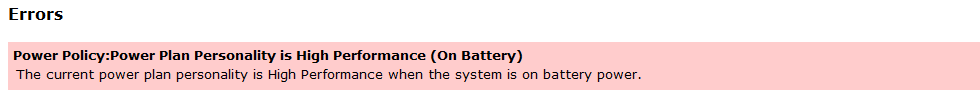 Errors
Power Policy:Power Plan Personality is High Performance (On Battery)
The current power plan personality is High Performance when the system is on battery power.